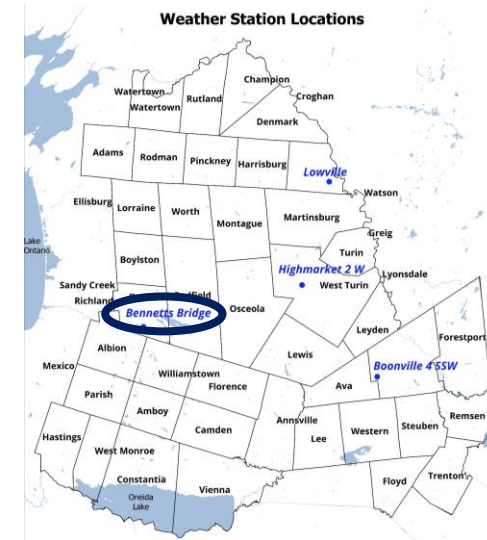 Weather Station Locations
Champion
Watertown
Watertown
Rutland
Croghan
Denmark
Adams
Rodman
Pinckney
Harrisburg
Lowville
Watson
Ellisburg
Lorraine
Worth
Montague
Martinsburg
Greig
Lake
Ontario
Boylston
Turin
Highmarket 2 W
Lyonsdale
Sandy Creek
West Turin
Richland
Osceola
Bennetts Bridge
Leyden
Forestport
Albion
Lewis
Boonville 4 SSW
Mexico
Williamstown
Ava
Florence
Parish
Amboy
Annsville
Remsen
Camden
Steuben
Hastings
Lee
Western
West Monroe
Constantia
Vienna
Floyd
Trenton
Oneida
Lake